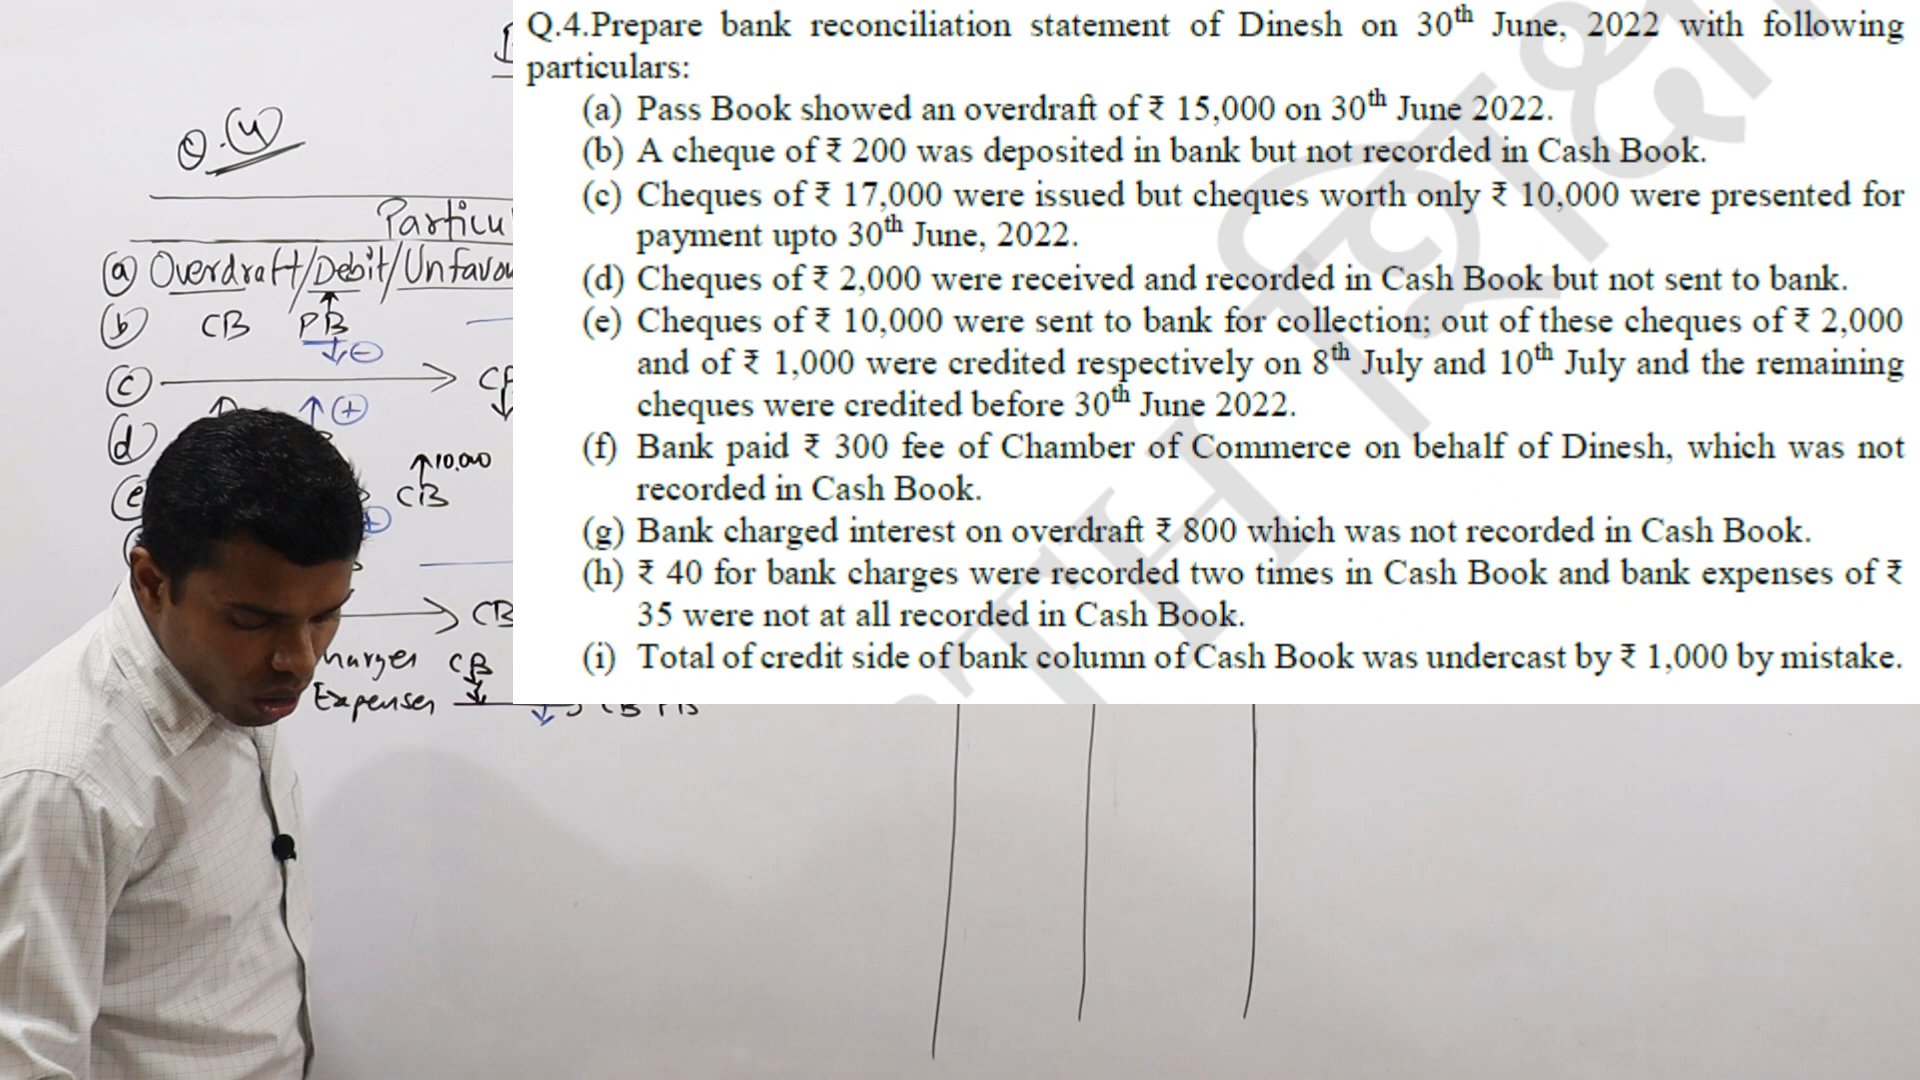 Q.4.Prepare bank reconciliation statement of Dinesh on 30th June, 2022 with following
particulars:
(a) Pass Book showed an overdraft of ₹ 15,000 on 30th June 2022.
(b) A cheque of ₹ 200 was deposited in bank but not recorded in Cash Book.
(c) Cheques of ₹ 17,000 were issued but cheques worth only ₹ 10,000 were presented for
payment upto 30th June, 2022.
(d) Cheques of ₹ 2,000 were received and recorded in Cash Book but not sent to bank.
(e) Cheques of ₹ 10,000 were sent to bank for collection; out of these cheques of ₹ 2,000
and of ₹ 1,000 were credited respectively on 8th July and 10th July and the remaining
cheques were credited before 30th June 2022.
(f) Bank paid ₹ 300 fee of Chamber of Commerce on behalf of Dinesh, which was not
recorded in Cash Book.
(g) Bank charged interest on overdraft ₹ 800 which was not recorded in Cash Book.
(h) ₹ 40 for bank charges were recorded two times in Cash Book and bank expenses of ₹
35 were not at all recorded in Cash Book.
(i) Total of credit side of bank column of Cash Book was undercast by ₹ 1,000 by mistake.
Q.(4)
Particu
(a) Overdraft/Debit/Unfavou
(b) CB PB
(c)
(d)
10,000
(e) CB
CB
harges CB
Expenses